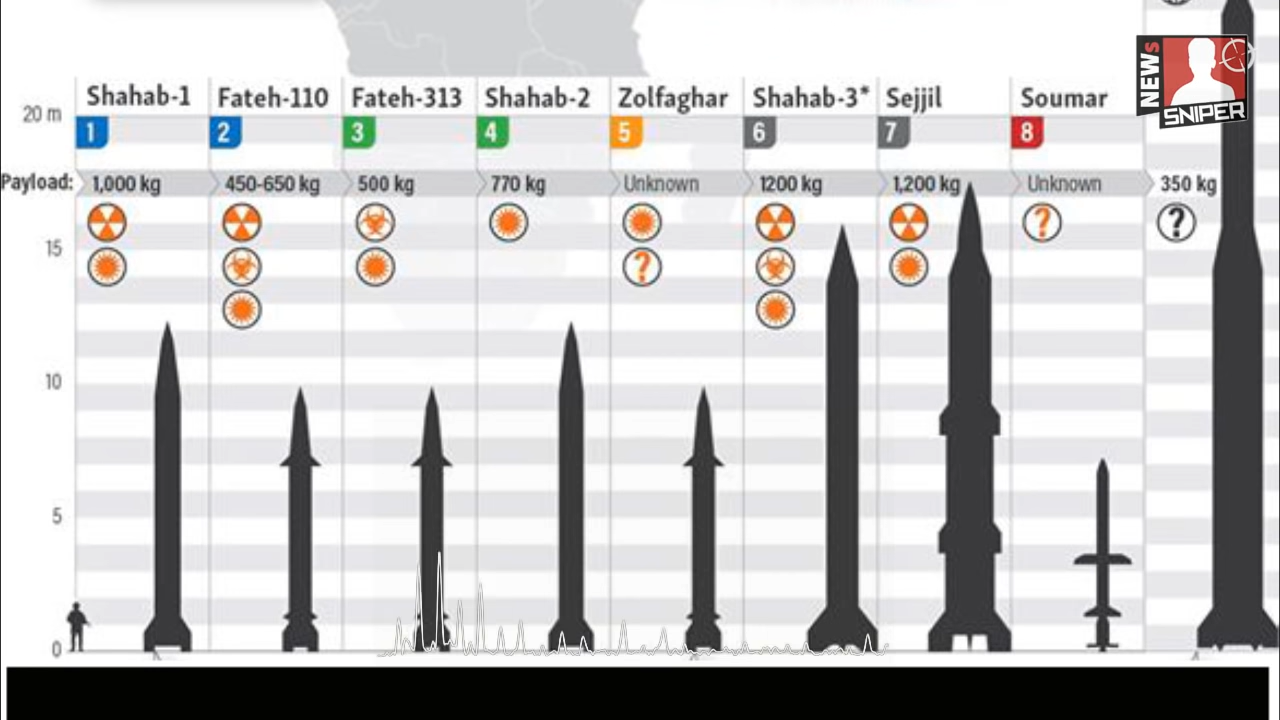 Shahab-1 Fateh-110 Fateh-313 Shahab-2 Zolfaghar Shahab-3* Sejjil Soumar
NEWs
SNIPER
20 m
1 2 3 4 5 6 7 8
Payload: 1,000 kg 450-650 kg 500 kg 770 kg Unknown 1200 kg 1,200 kg Unknown 350 kg
? ? ?
15
10
5
0